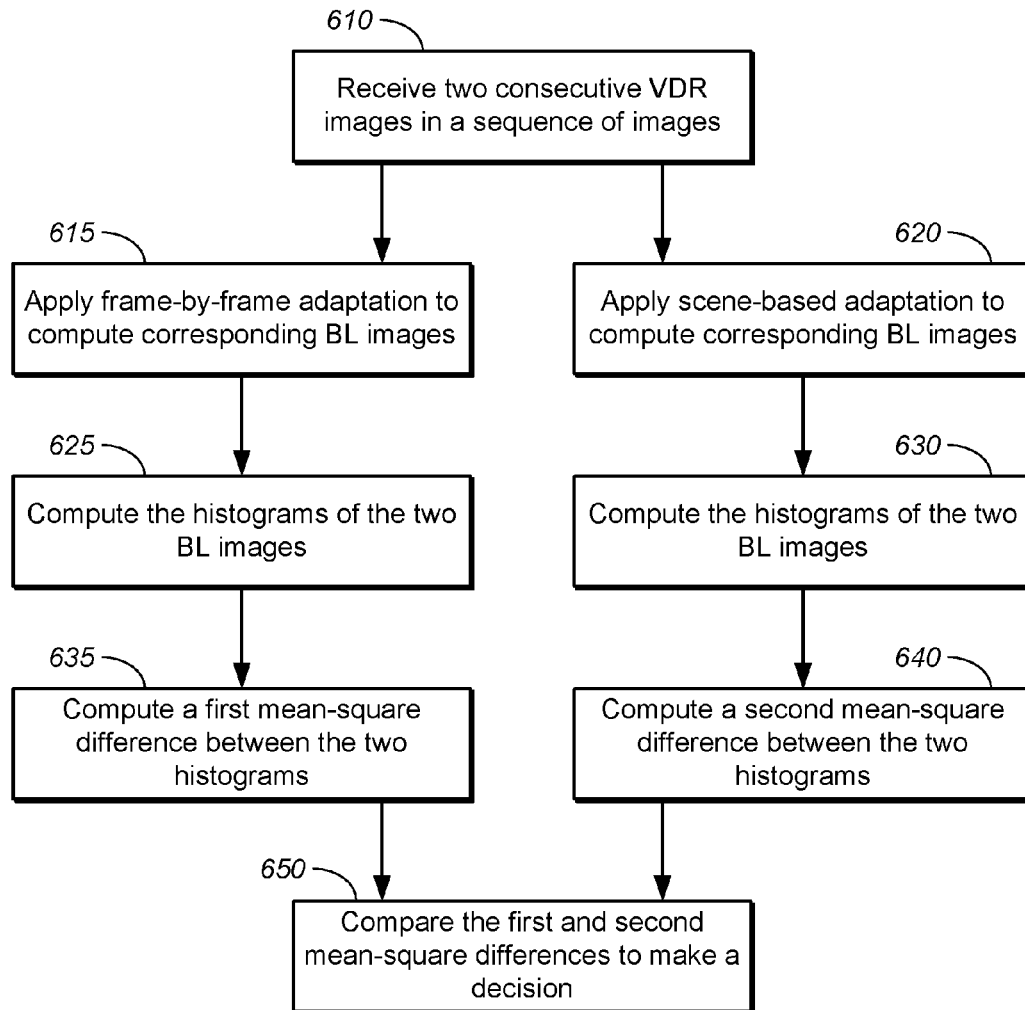 610
Receive two consecutive VDR
images in a sequence of images
615
Apply frame-by-frame adaptation to
compute corresponding BL images
620
Apply scene-based adaptation to
compute corresponding BL images
625
Compute the histograms of the two
BL images
630
Compute the histograms of the two
BL images
635
Compute a first mean-square
difference between the two
histograms
640
Compute a second mean-square
difference between the two
histograms
650
Compare the first and second
mean-square differences to make a
decision